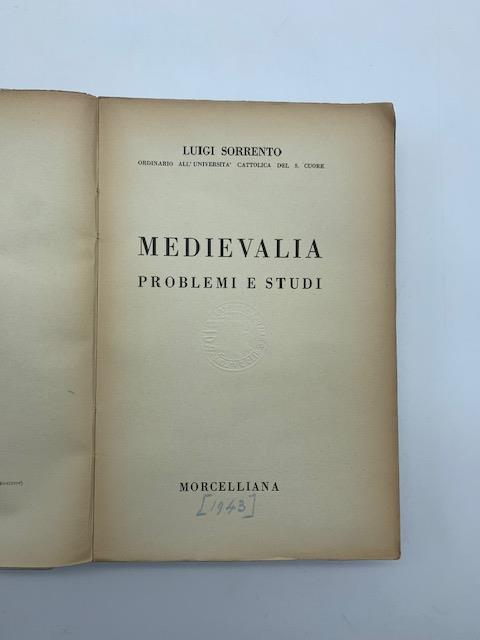 LUIGI SORRENTO
ORDINARIO ALL'UNIVERSITA' CATTOLICA DEL S. CUORE
MEDIEVALIA
PROBLEMI E STUDI
MORCELLIANA
[1943]